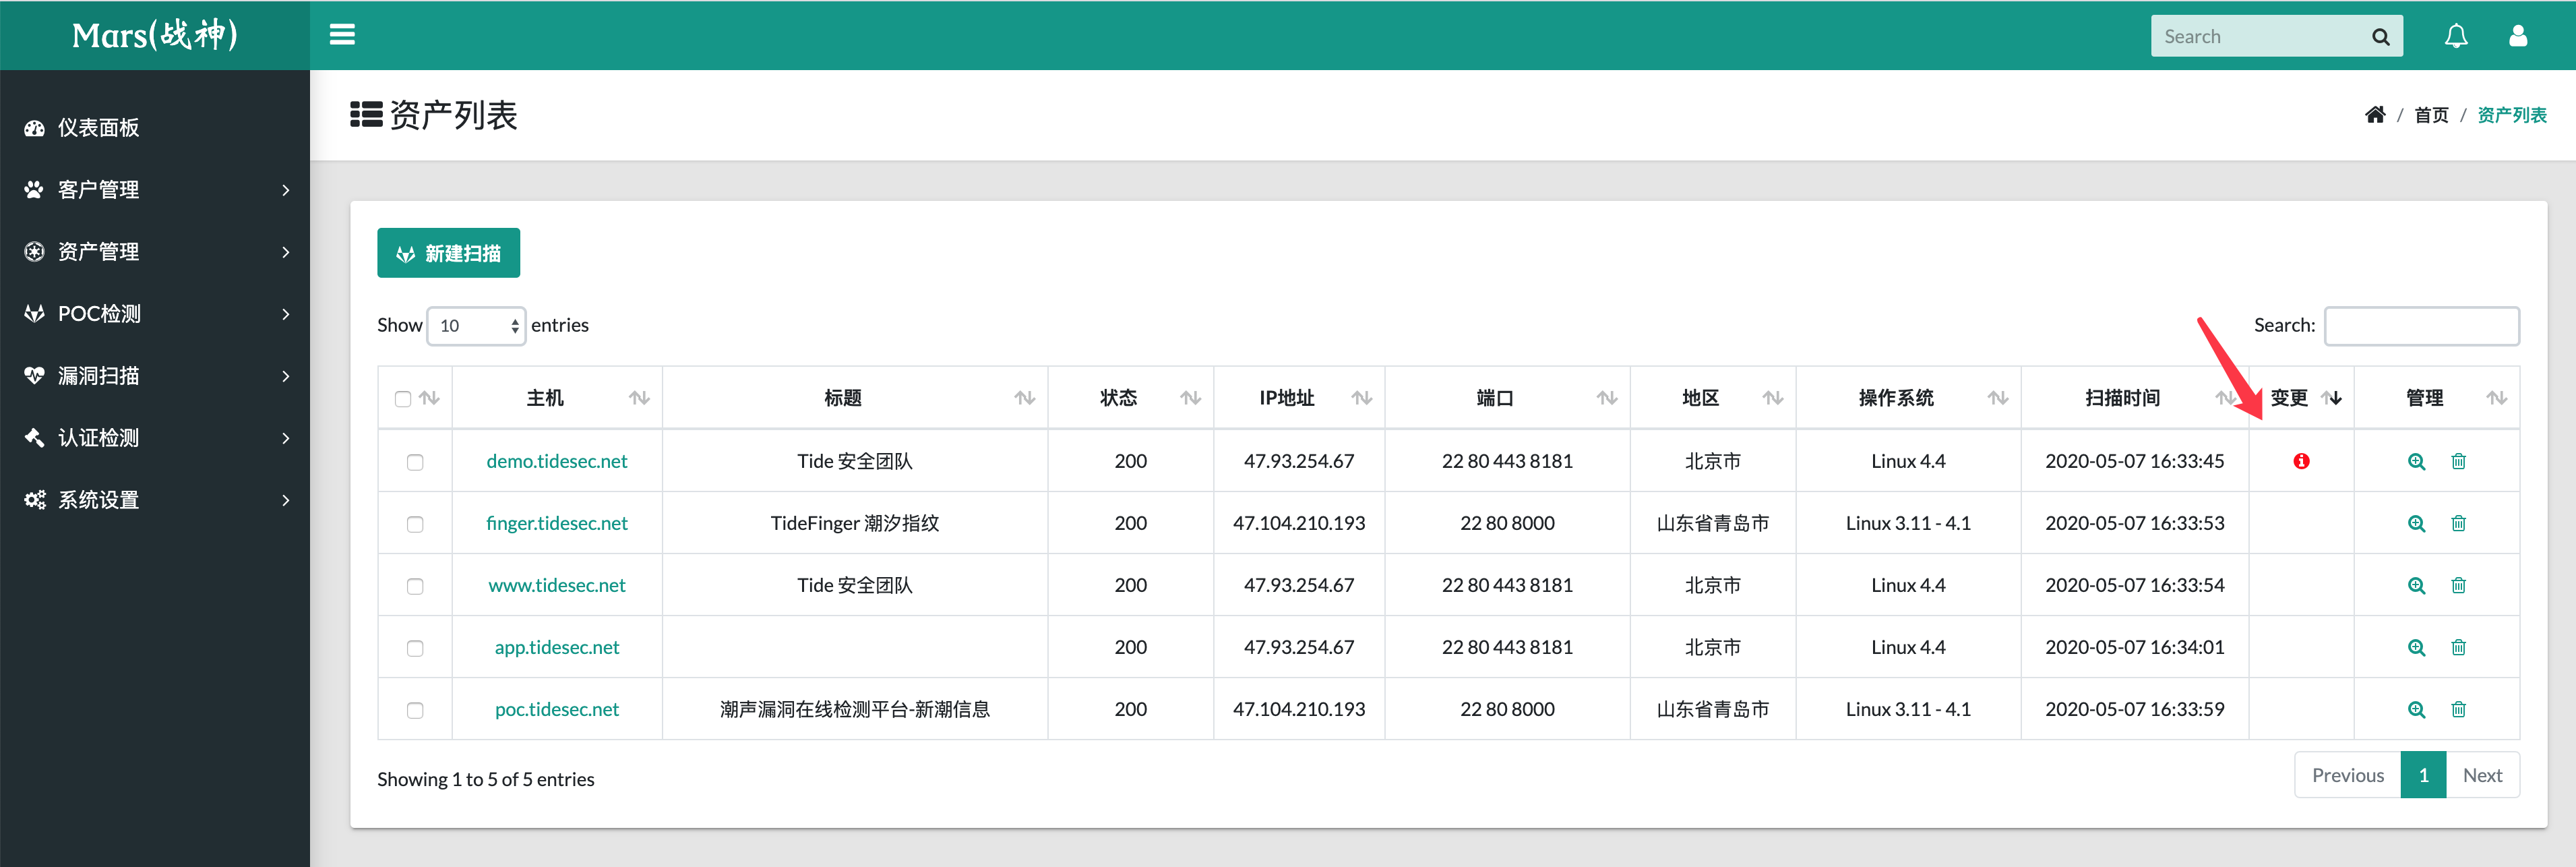 Mars(战神)
Search
仪表面板
客户管理
资产管理
POC检测
漏洞扫描
认证检测
系统设置
资产列表
/ 首页 / 资产列表
新建扫描
Show 10 entries
Search:
主机 标题 状态 IP地址 端口 地区 操作系统 扫描时间 变更 管理
demo.tidesec.net Tide 安全团队 200 47.93.254.67 22 80 443 8181 北京市 Linux 4.4 2020-05-07 16:33:45
finger.tidesec.net TideFinger 潮汐指纹 200 47.104.210.193 22 80 8000 山东省青岛市 Linux 3.11 - 4.1 2020-05-07 16:33:53
www.tidesec.net Tide 安全团队 200 47.93.254.67 22 80 443 8181 北京市 Linux 4.4 2020-05-07 16:33:54
app.tidesec.net 200 47.93.254.67 22 80 443 8181 北京市 Linux 4.4 2020-05-07 16:34:01
poc.tidesec.net 潮声漏洞在线检测平台-新潮信息 200 47.104.210.193 22 80 8000 山东省青岛市 Linux 3.11 - 4.1 2020-05-07 16:33:59
Showing 1 to 5 of 5 entries
Previous 1 Next